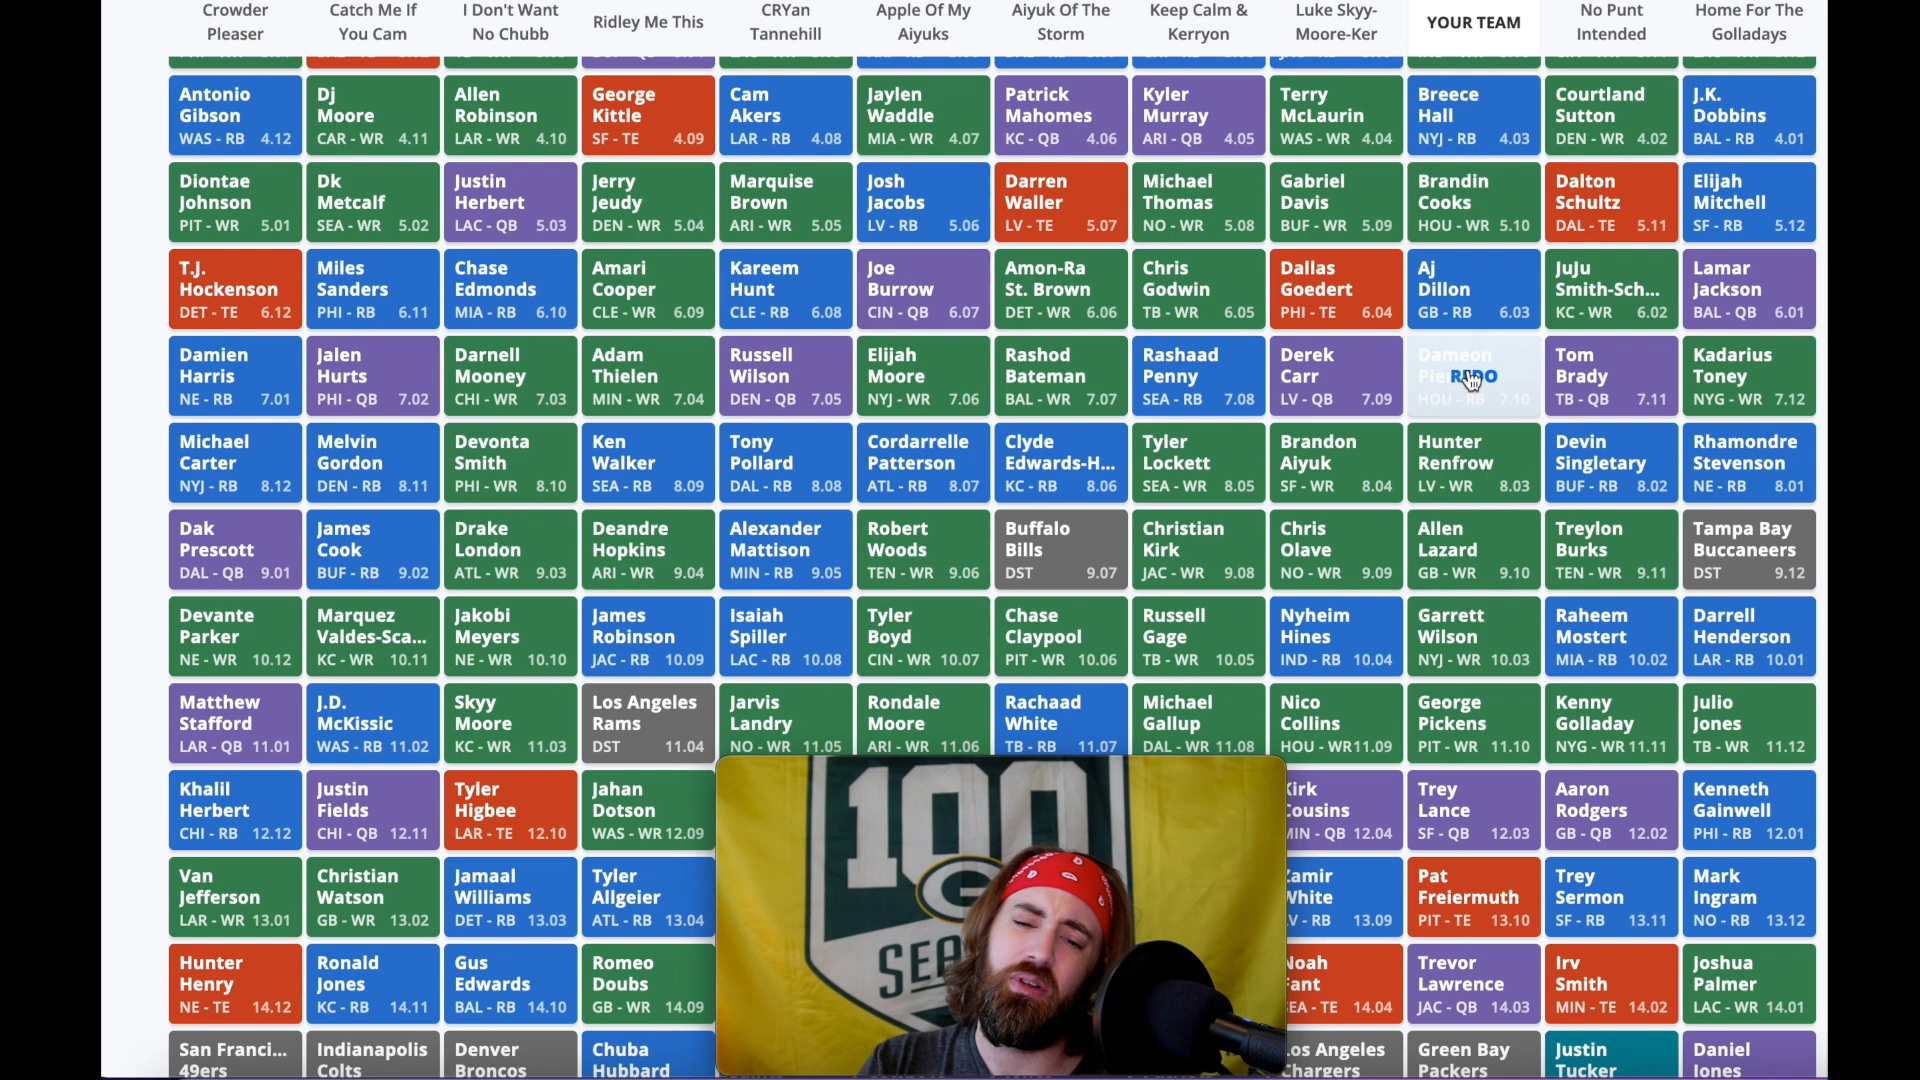 Crowder Pleaser
Catch Me If You Cam
I Don't Want No Chubb
Ridley Me This
CRYan Tannehill
Apple Of My Aiyuks
Aiyuk Of The Storm
Keep Calm & Kerryon
Luke Skyy-Moore-Ker
YOUR TEAM
No Punt Intended
Home For The Golladays
Antonio Gibson WAS - RB 4.12
Dj Moore CAR - WR 4.11
Allen Robinson LAR - WR 4.10
George Kittle SF - TE 4.09
Cam Akers LAR - RB 4.08
Jaylen Waddle MIA - WR 4.07
Patrick Mahomes KC - QB 4.06
Kyler Murray ARI - QB 4.05
Terry McLaurin WAS - WR 4.04
Breece Hall NYJ - RB 4.03
Courtland Sutton DEN - WR 4.02
J.K. Dobbins BAL - RB 4.01
Diontae Johnson PIT - WR 5.01
Dk Metcalf SEA - WR 5.02
Justin Herbert LAC - QB 5.03
Jerry Jeudy DEN - WR 5.04
Marquise Brown ARI - WR 5.05
Josh Jacobs LV - RB 5.06
Darren Waller LV - TE 5.07
Michael Thomas NO - WR 5.08
Gabriel Davis BUF - WR 5.09
Brandin Cooks HOU - WR 5.10
Dalton Schultz DAL - TE 5.11
Elijah Mitchell SF - RB 5.12
T.J. Hockenson DET - TE 6.12
Miles Sanders PHI - RB 6.11
Chase Edmonds MIA - RB 6.10
Amari Cooper CLE - WR 6.09
Kareem Hunt CLE - RB 6.08
Joe Burrow CIN - QB 6.07
Amon-Ra St. Brown DET - WR 6.06
Chris Godwin TB - WR 6.05
Dallas Goedert PHI - TE 6.04
Aj Dillon GB - RB 6.03
JuJu Smith-Sch... KC - WR 6.02
Lamar Jackson BAL - QB 6.01
Damien Harris NE - RB 7.01
Jalen Hurts PHI - QB 7.02
Darnell Mooney CHI - WR 7.03
Adam Thielen MIN - WR 7.04
Russell Wilson DEN - QB 7.05
Elijah Moore NYJ - WR 7.06
Rashod Bateman BAL - WR 7.07
Rashaad Penny SEA - RB 7.08
Derek Carr LV - QB 7.09
Dameon HOU - RB 7.10
Tom Brady TB - QB 7.11
Kadarius Toney NYG - WR 7.12
Michael Carter NYJ - RB 8.12
Melvin Gordon DEN - RB 8.11
Devonta Smith PHI - WR 8.10
Ken Walker SEA - RB 8.09
Tony Pollard DAL - RB 8.08
Cordarrelle Patterson ATL - RB 8.07
Clyde Edwards-H... KC - RB 8.06
Tyler Lockett SEA - WR 8.05
Brandon Aiyuk SF - WR 8.04
Hunter Renfrow LV - WR 8.03
Devin Singletary BUF - RB 8.02
Rhamondre Stevenson NE - RB 8.01
Dak Prescott DAL - QB 9.01
James Cook BUF - RB 9.02
Drake London ATL - WR 9.03
Deandre Hopkins ARI - WR 9.04
Alexander Mattison MIN - RB 9.05
Robert Woods TEN - WR 9.06
Buffalo Bills DST 9.07
Christian Kirk JAC - WR 9.08
Chris Olave NO - WR 9.09
Allen Lazard GB - WR 9.10
Treylon Burks TEN - WR 9.11
Tampa Bay Buccaneers DST 9.12
Devante Parker NE - WR 10.12
Marquez Valdes-Sca... KC - WR 10.11
Jakobi Meyers NE - WR 10.10
James Robinson JAC - RB 10.09
Isaiah Spiller LAC - RB 10.08
Tyler Boyd CIN - WR 10.07
Chase Claypool PIT - WR 10.06
Russell Gage TB - WR 10.05
Nyheim Hines IND - RB 10.04
Garrett Wilson NYJ - WR 10.03
Raheem Mostert MIA - RB 10.02
Darrell Henderson LAR - RB 10.01
Matthew Stafford LAR - QB 11.01
J.D. McKissic WAS - RB 11.02
Skyy Moore KC - WR 11.03
Los Angeles Rams DST 11.04
Jarvis Landry NO - WR 11.05
Rondale Moore ARI - WR 11.06
Rachaad White TB - RB 11.07
Michael Gallup DAL - WR 11.08
Nico Collins HOU - WR 11.09
George Pickens PIT - WR 11.10
Kenny Golladay NYG - WR 11.11
Julio Jones TB - WR 11.12
Khalil Herbert CHI - RB 12.12
Justin Fields CHI - QB 12.11
Tyler Higbee LAR - TE 12.10
Jahan Dotson WAS - WR 12.09
Kirk Cousins MIN - QB 12.04
Trey Lance SF - QB 12.03
Aaron Rodgers GB - QB 12.02
Kenneth Gainwell PHI - RB 12.01
Van Jefferson LAR - WR 13.01
Christian Watson GB - WR 13.02
Jamaal Williams DET - RB 13.03
Tyler Allgeier ATL - RB 13.04
Zamir White LV - RB 13.09
Pat Freiermuth PIT - TE 13.10
Trey Sermon SF - RB 13.11
Mark Ingram NO - RB 13.12
Hunter Henry NE - TE 14.12
Ronald Jones KC - RB 14.11
Gus Edwards BAL - RB 14.10
Romeo Doubs GB - WR 14.09
Noah Fant SEA - TE 14.04
Trevor Lawrence JAC - QB 14.03
Irv Smith MIN - TE 14.02
Joshua Palmer LAC - WR 14.01
San Franci... 49ers
Indianapolis Colts
Denver Broncos
Chuba Hubbard
Los Angeles Chargers
Green Bay Packers
Justin Tucker
Daniel Jones
100
G
SEA